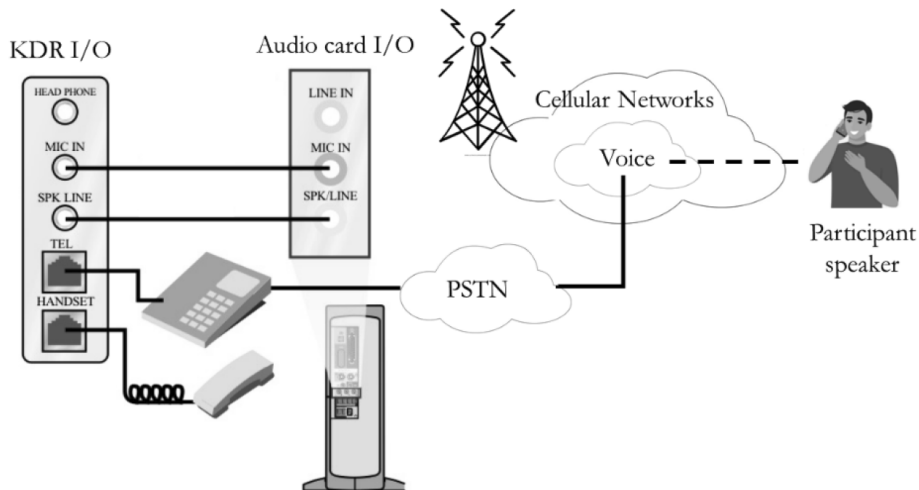 KDR I/O
Audio card I/O
HEAD PHONE
MIC IN
SPK LINE
TEL
HANDSET
LINE IN
MIC IN
SPK/LINE
Cellular Networks
Voice
PSTN
Participant
speaker